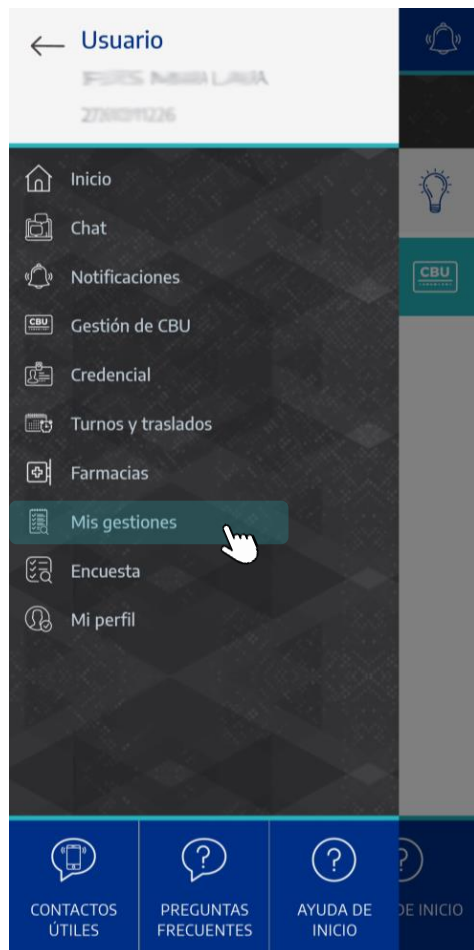 Usuario
Inicio
Chat
Notificaciones
CBU
Gestión de CBU
CBU
Credencial
Turnos y traslados
Farmacias
Mis gestiones
Encuesta
Mi perfil
CONTACTOS
ÚTILES
PREGUNTAS
FRECUENTES
AYUDA DE
INICIO
DE INICIO